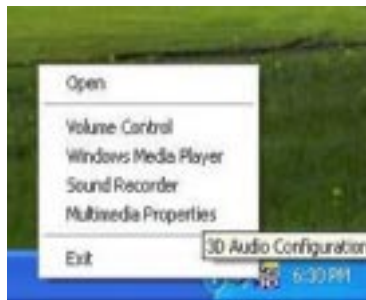 Open
Volume Control
Windows Media Player
Sound Recorder
Multimedia Properties
Exit
3D Audio Configuration
6:30 PM